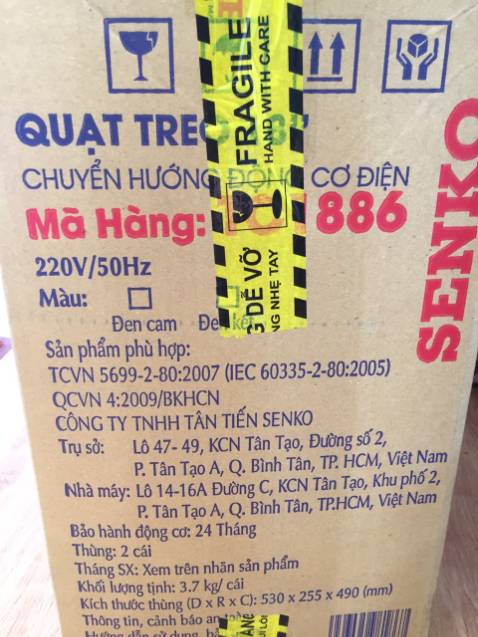 QUẠT TREO
CHUYỂN HƯỚNG ĐỘNG CƠ ĐIỆN
Mã Hàng: 886
SENKO
FRAGILE
HAND WITH CARE
DỄ VỠ
NHẸ TAY
220V/50Hz
Màu:
Đen cam
Sản phẩm phù hợp:
TCVN 5699-2-80:2007 (IEC 60335-2-80:2005)
QCVN 4:2009/BKHCN
CÔNG TY TNHH TÂN TIẾN SENKO
Trụ sở: Lô 47- 49, KCN Tân Tạo, Đường số 2,
P. Tân Tạo A, Q. Bình Tân, TP. HCM, Việt Nam
Nhà máy: Lô 14-16A Đường C, KCN Tân Tạo, Khu phố 2,
P. Tân Tạo A, Q. Bình Tân, TP.HCM, Việt Nam
Bảo hành động cơ: 24 Tháng
Thùng: 2 cái
Tháng SX: Xem trên nhãn sản phẩm
Khối lượng tịnh: 3.7 kg/ cái
Kích thước thùng (D x R x C): 530 x 255 x 490 (mm)
Thông tin, cảnh báo an
Hướng dẫn sử dụng,